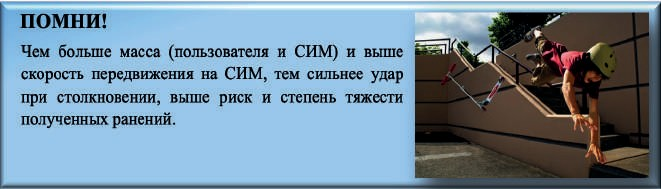 ПОМНИ!
Чем больше масса (пользователя и СИМ) и выше
скорость передвижения на СИМ, тем сильнее удар
при столкновении, выше риск и степень тяжести
полученных ранений.